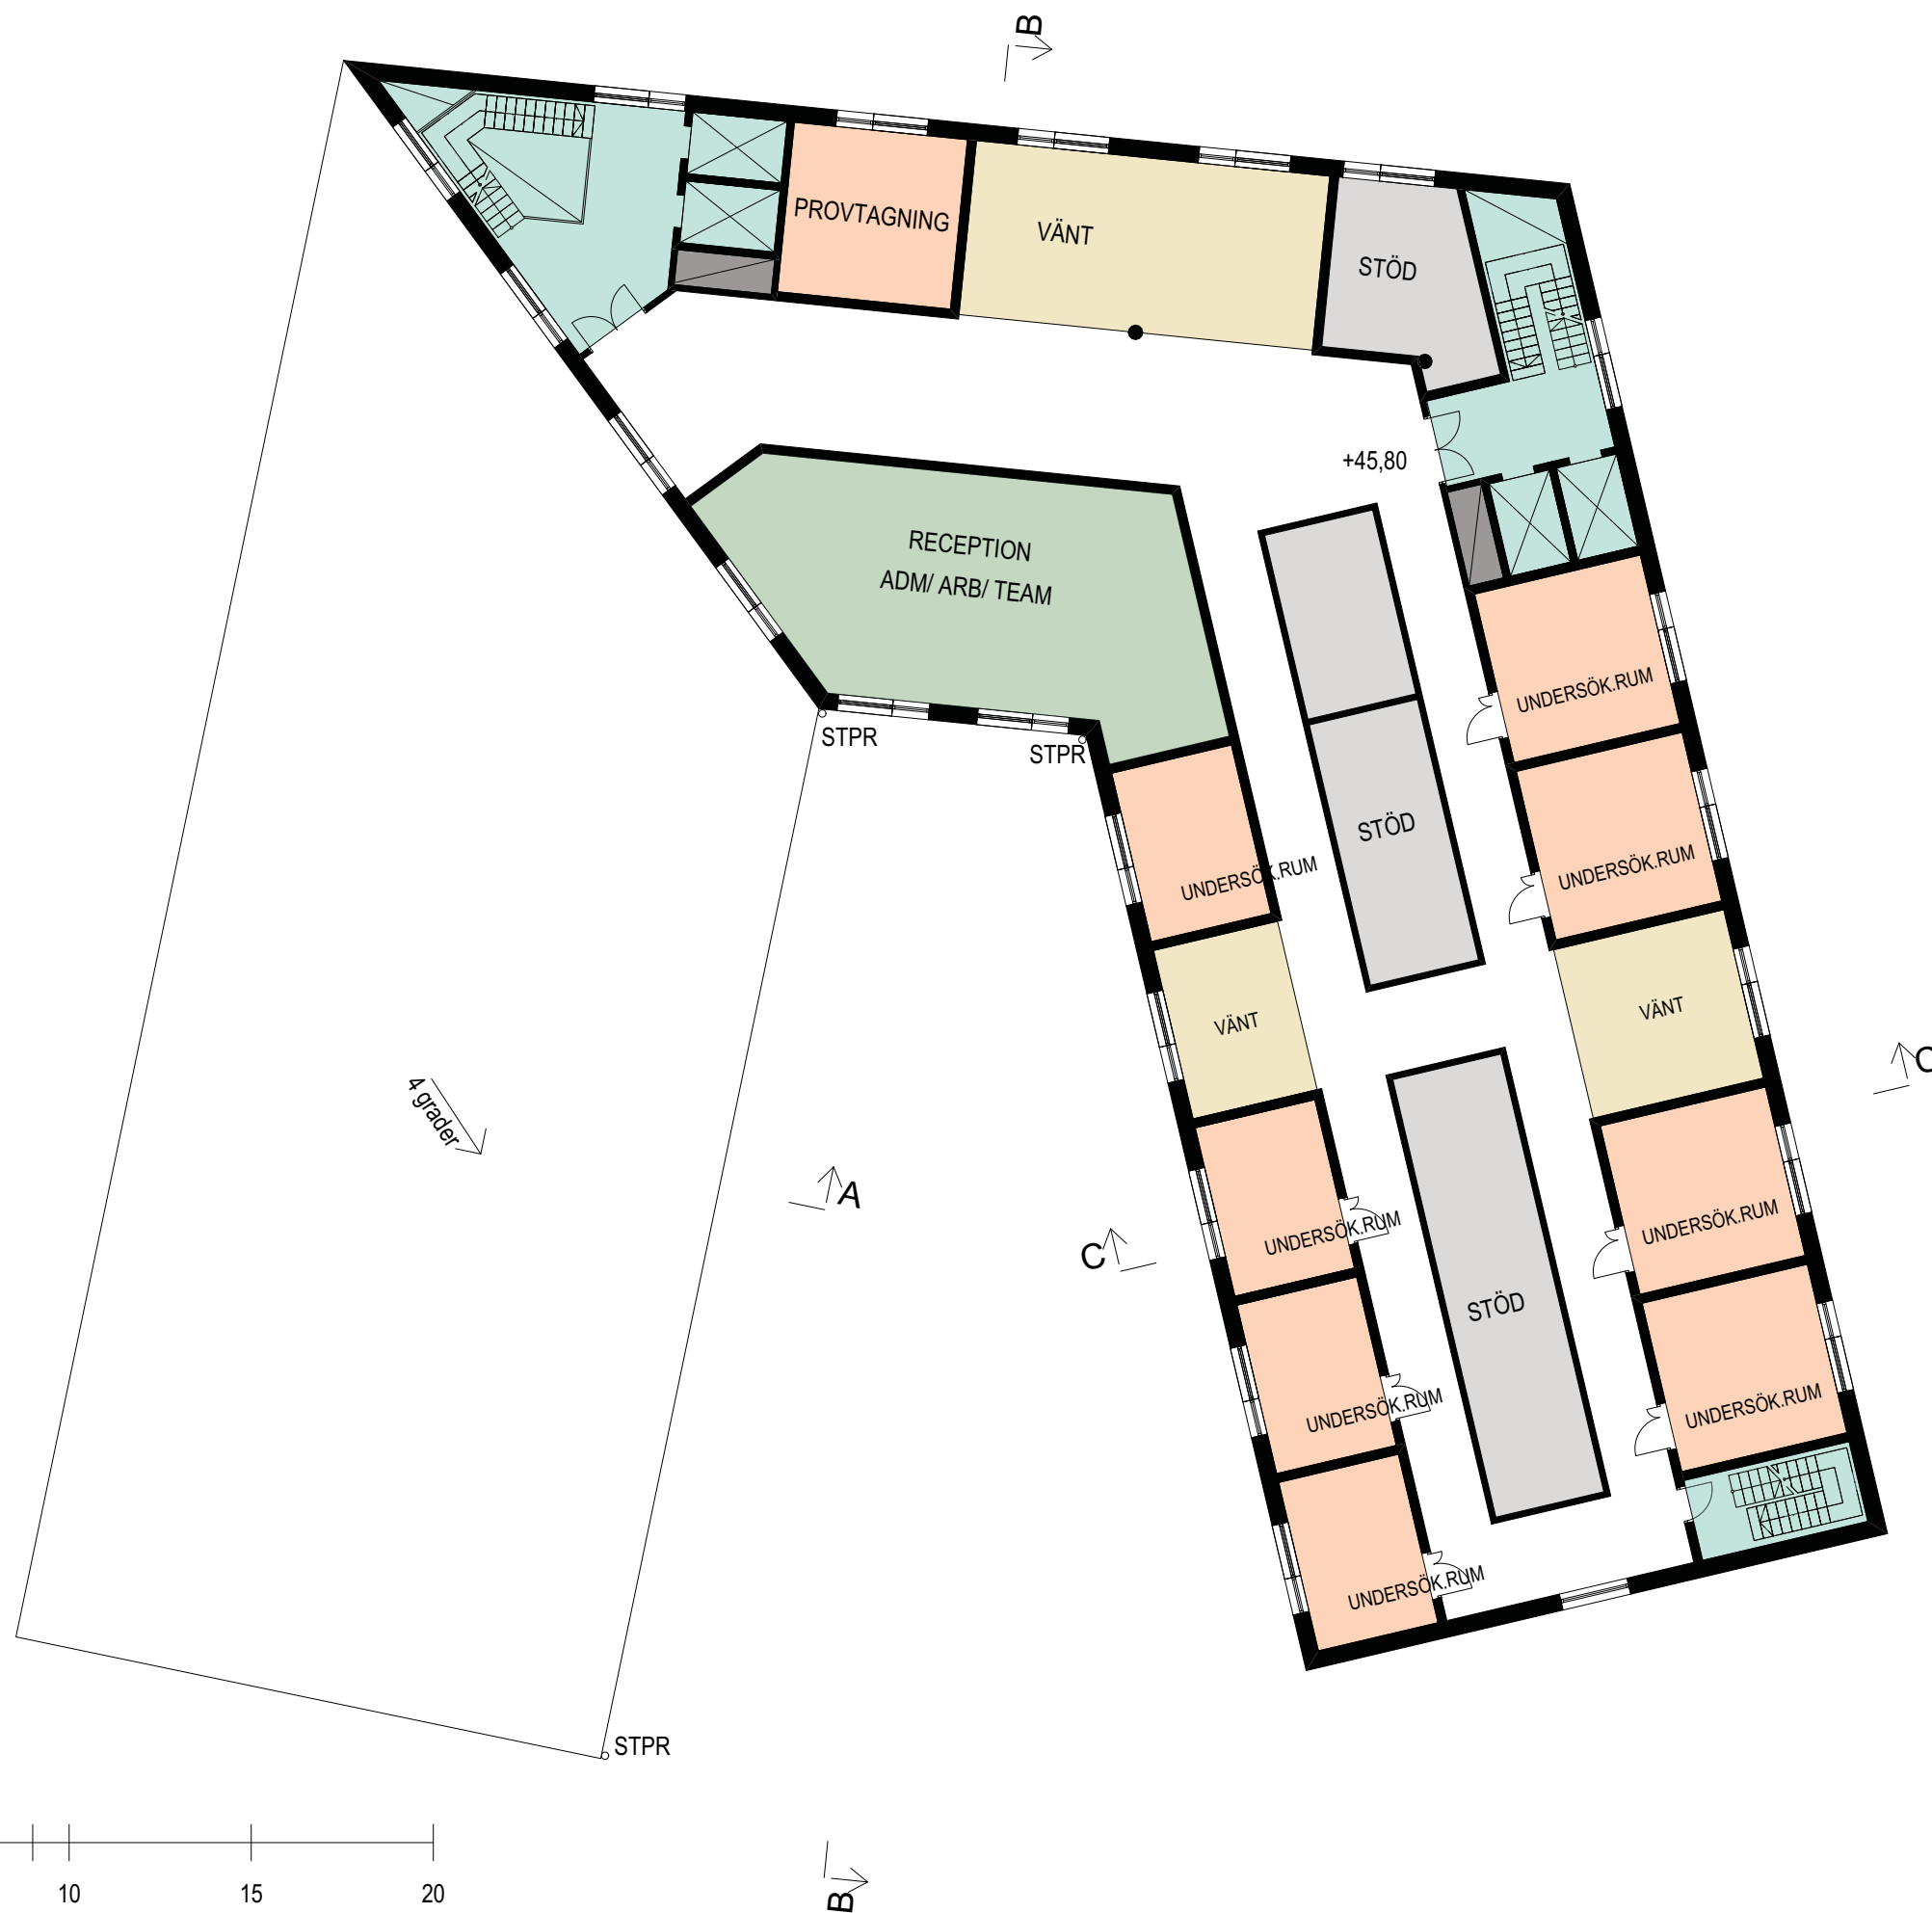 B
PROVTAGNING
VÄNT
STÖD
+45,80
RECEPTION
ADM/ ARB/ TEAM
UNDERSÖK.RUM
STPR
STPR
STÖD
UNDERSÖK.RUM
UNDERSÖK.RUM
VÄNT
VÄNT
C
4 grader
A
C
UNDERSÖK.RUM
UNDERSÖK.RUM
STÖD
UNDERSÖK.RUM
UNDERSÖK.RUM
UNDERSÖK.RUM
STPR
10 15 20
B